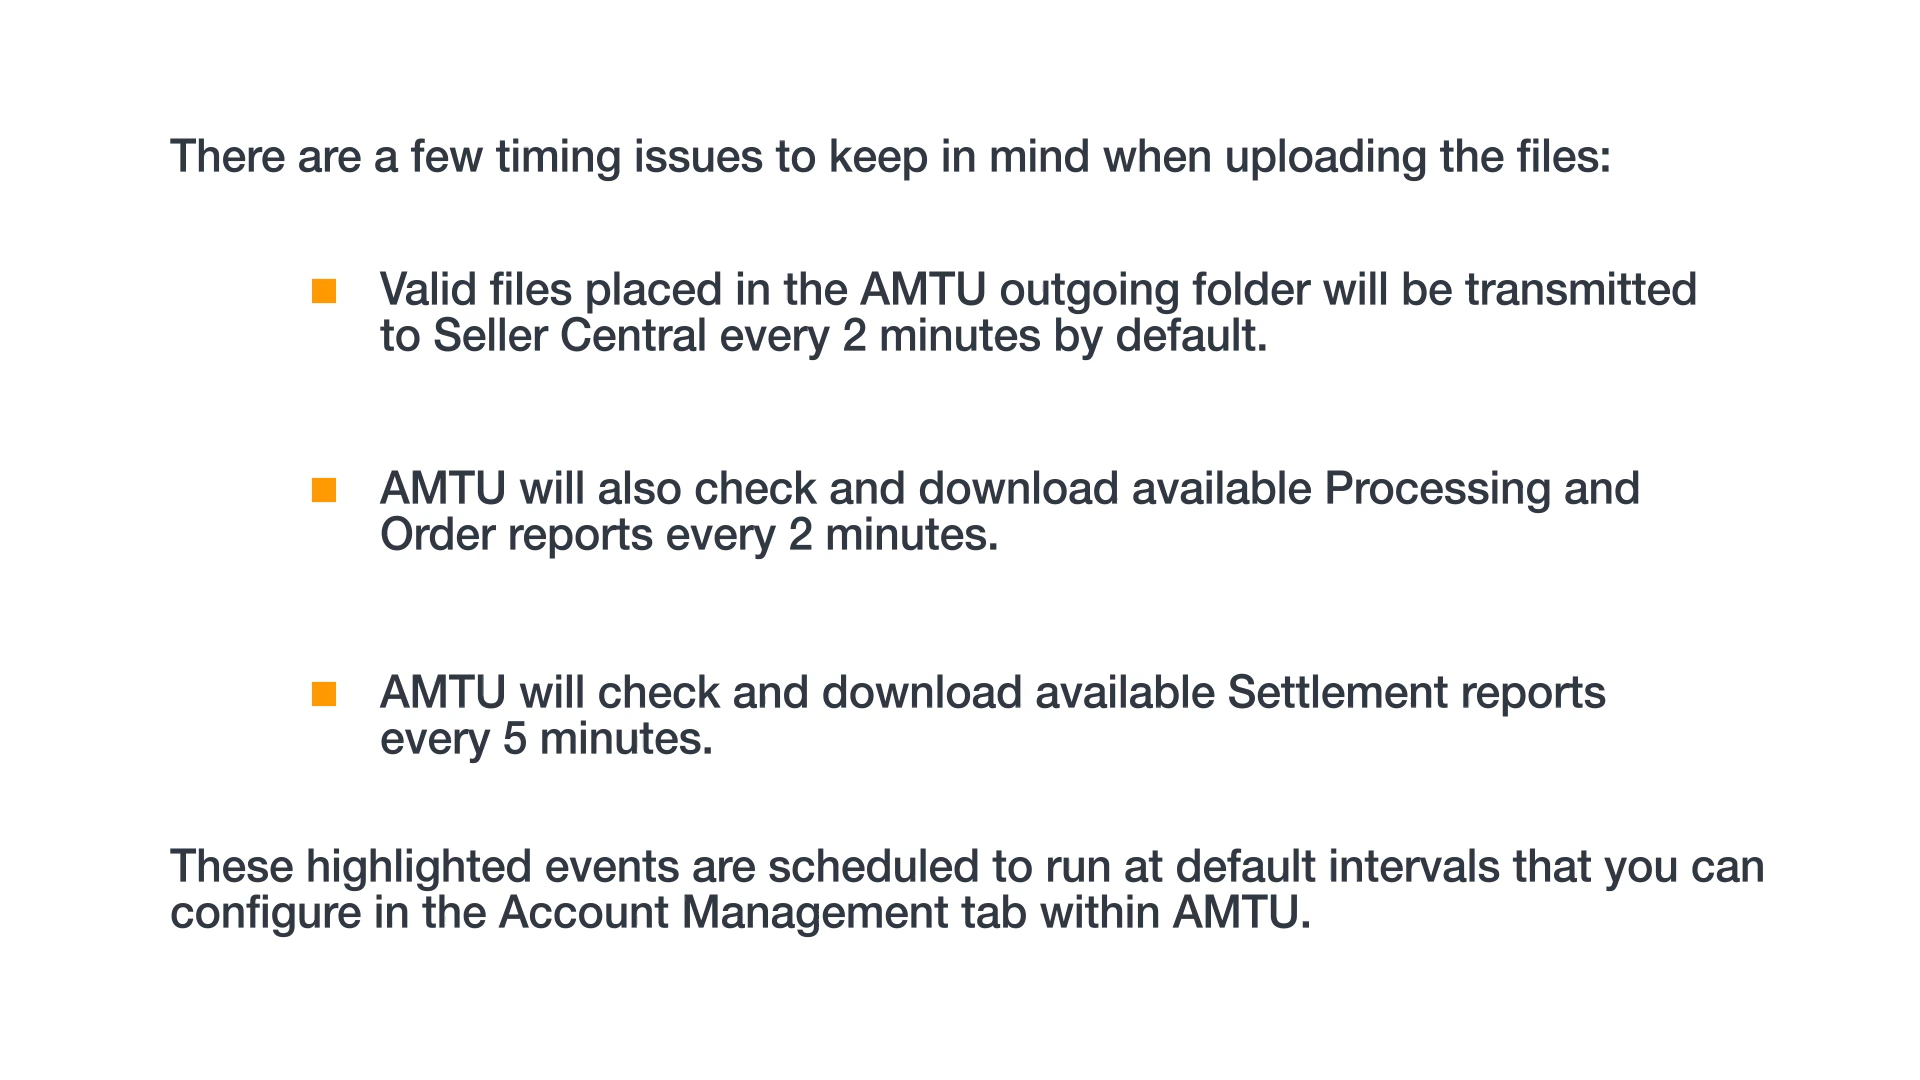 There are a few timing issues to keep in mind when uploading the files:
Valid files placed in the AMTU outgoing folder will be transmitted
to Seller Central every 2 minutes by default.
AMTU will also check and download available Processing and
Order reports every 2 minutes.
AMTU will check and download available Settlement reports
every 5 minutes.
These highlighted events are scheduled to run at default intervals that you can
configure in the Account Management tab within AMTU.